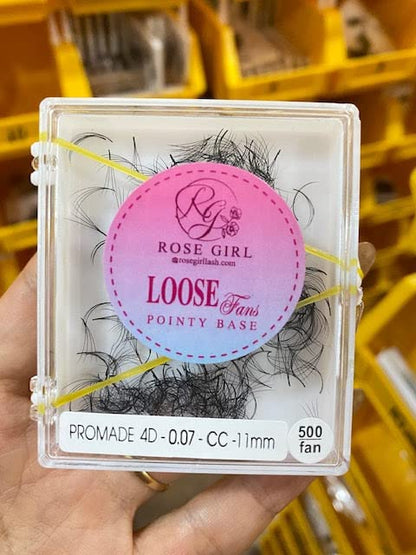 RG
ROSE GIRL
rosegirllash.com
LOOSE Fans
POINTY BASE
PROMADE 4D - 0.07 - CC - 11mm
500
fan